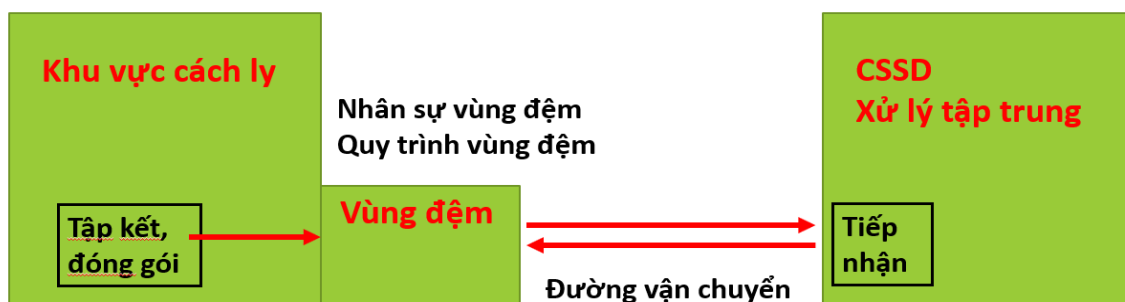 Khu vực cách ly
CSSD
Xử lý tập trung
Nhân sự vùng đệm
Quy trình vùng đệm
Tập kết,
đóng gói
Vùng đệm
Tiếp
nhận
Đường vận chuyển